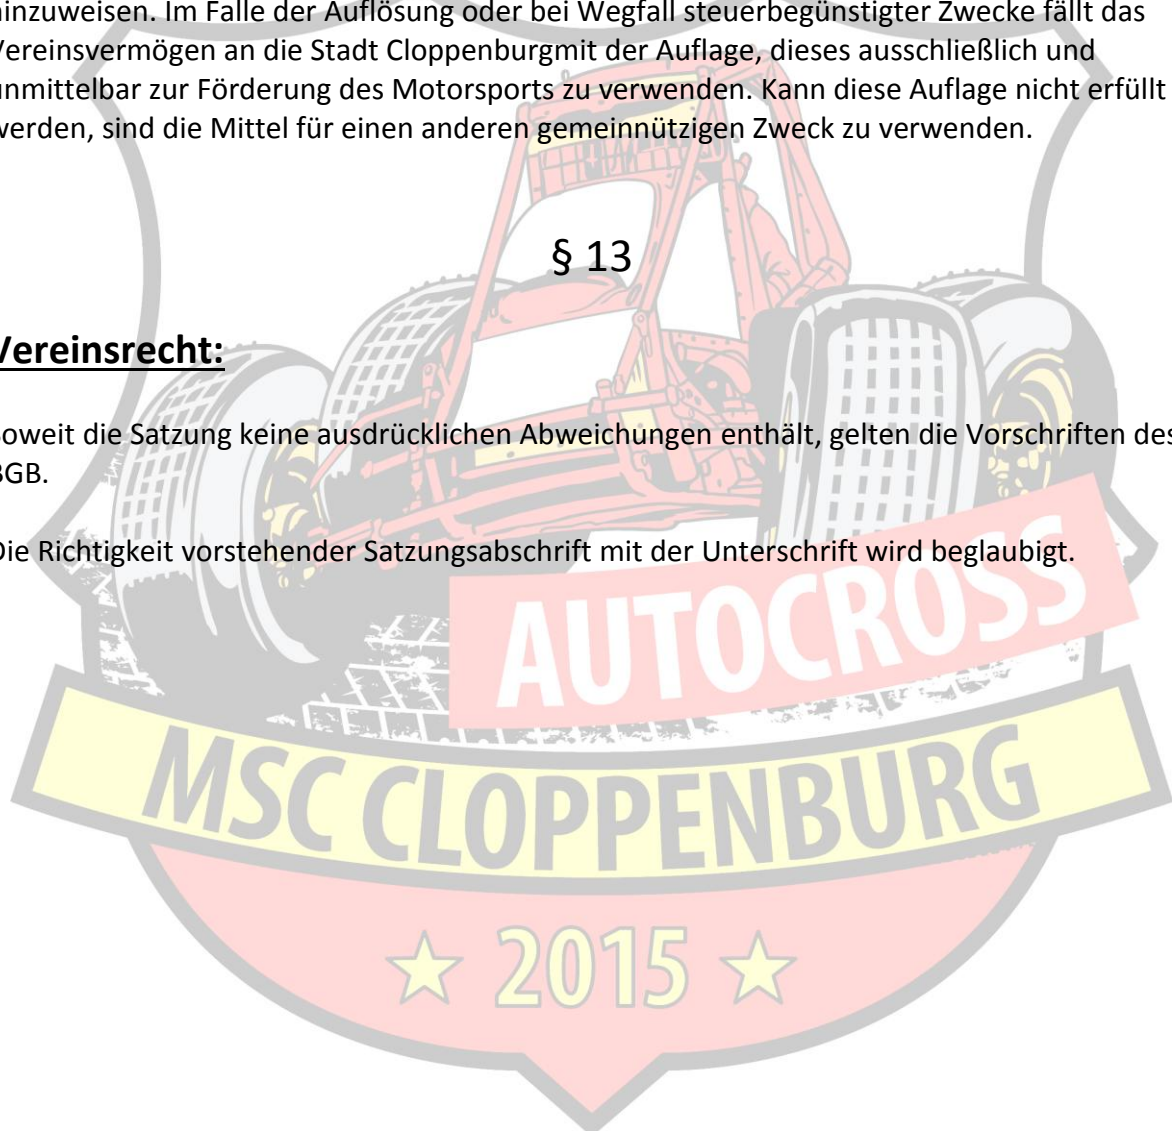 hinzuweisen. Im Falle der Auflösung oder bei Wegfall steuerbegünstigter Zwecke fällt das
Vereinsvermögen an die Stadt Cloppenburgmit der Auflage, dieses ausschließlich und
unmittelbar zur Förderung des Motorsports zu verwenden. Kann diese Auflage nicht erfüllt
werden, sind die Mittel für einen anderen gemeinnützigen Zweck zu verwenden.
§ 13
Vereinsrecht:
Soweit die Satzung keine ausdrücklichen Abweichungen enthält, gelten die Vorschriften des
BGB.
Die Richtigkeit vorstehender Satzungsabschrift mit der Unterschrift wird beglaubigt.
AUTOCROSS
MSC CLOPPENBURG
2015